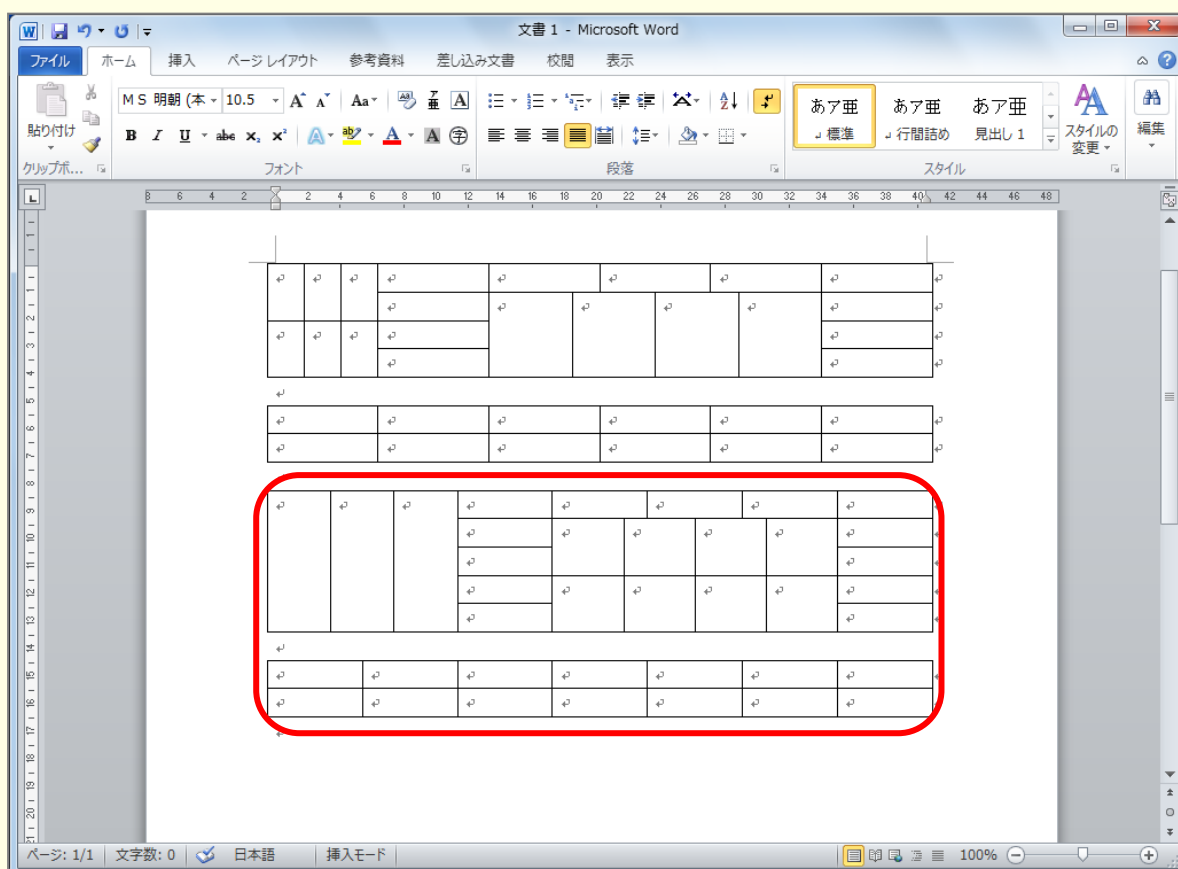 文書 1 - Microsoft Word
ファイル ホーム 挿入 ページ レイアウト 参考資料 差し込み文書 校閲 表示
貼り付け
クリップボ...
ＭＳ 明朝 (本 10.5
B I U abc x₂ x²
フォント
段落
あア亜 あア亜 あア亜
標準 行間詰め 見出し 1
スタイルの
変更
スタイル
編集
8 6 4 2 2 4 6 8 10 12 14 16 18 20 22 24 26 28 30 32 34 36 38 40 42 44 46 48
ページ: 1/1 文字数: 0 日本語 挿入モード 100%